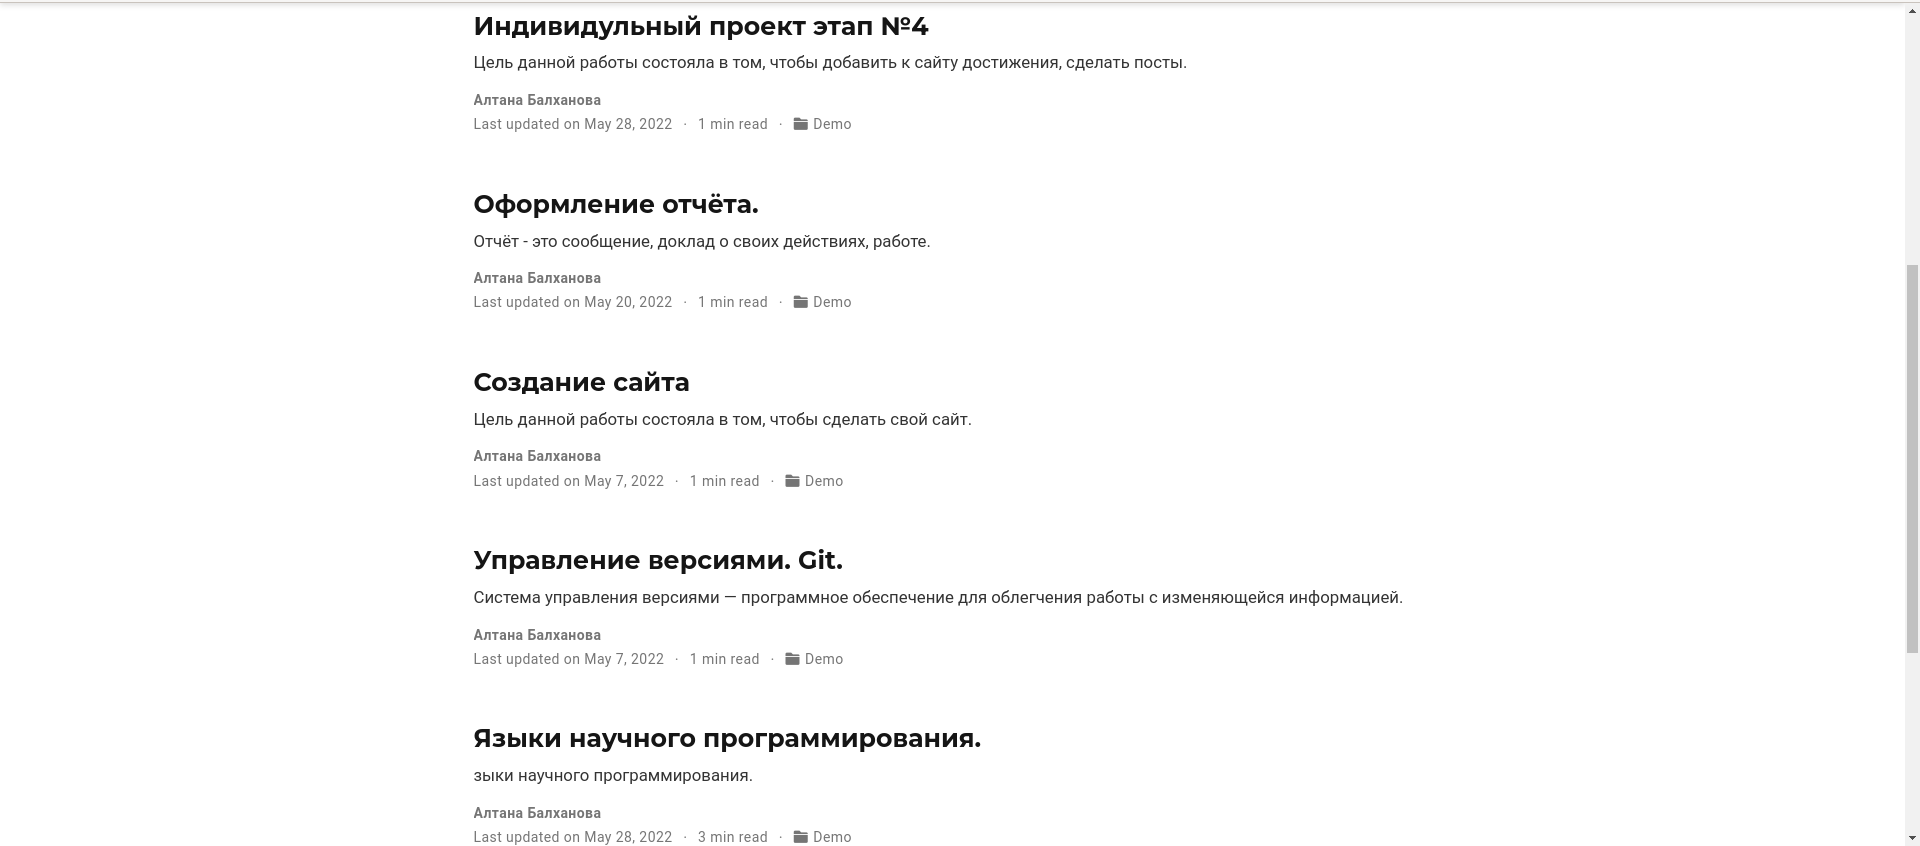 Индивидульный проект этап №4
Цель данной работы состояла в том, чтобы добавить к сайту достижения, сделать посты.
Алтана Балханова
Last updated on May 28, 2022 · 1 min read · Demo
Оформление отчёта.
Отчёт - это сообщение, доклад о своих действиях, работе.
Алтана Балханова
Last updated on May 20, 2022 · 1 min read · Demo
Создание сайта
Цель данной работы состояла в том, чтобы сделать свой сайт.
Алтана Балханова
Last updated on May 7, 2022 · 1 min read · Demo
Управление версиями. Git.
Система управления версиями — программное обеспечение для облегчения работы с изменяющейся информацией.
Алтана Балханова
Last updated on May 7, 2022 · 1 min read · Demo
Языки научного программирования.
зыки научного программирования.
Алтана Балханова
Last updated on May 28, 2022 · 3 min read · Demo